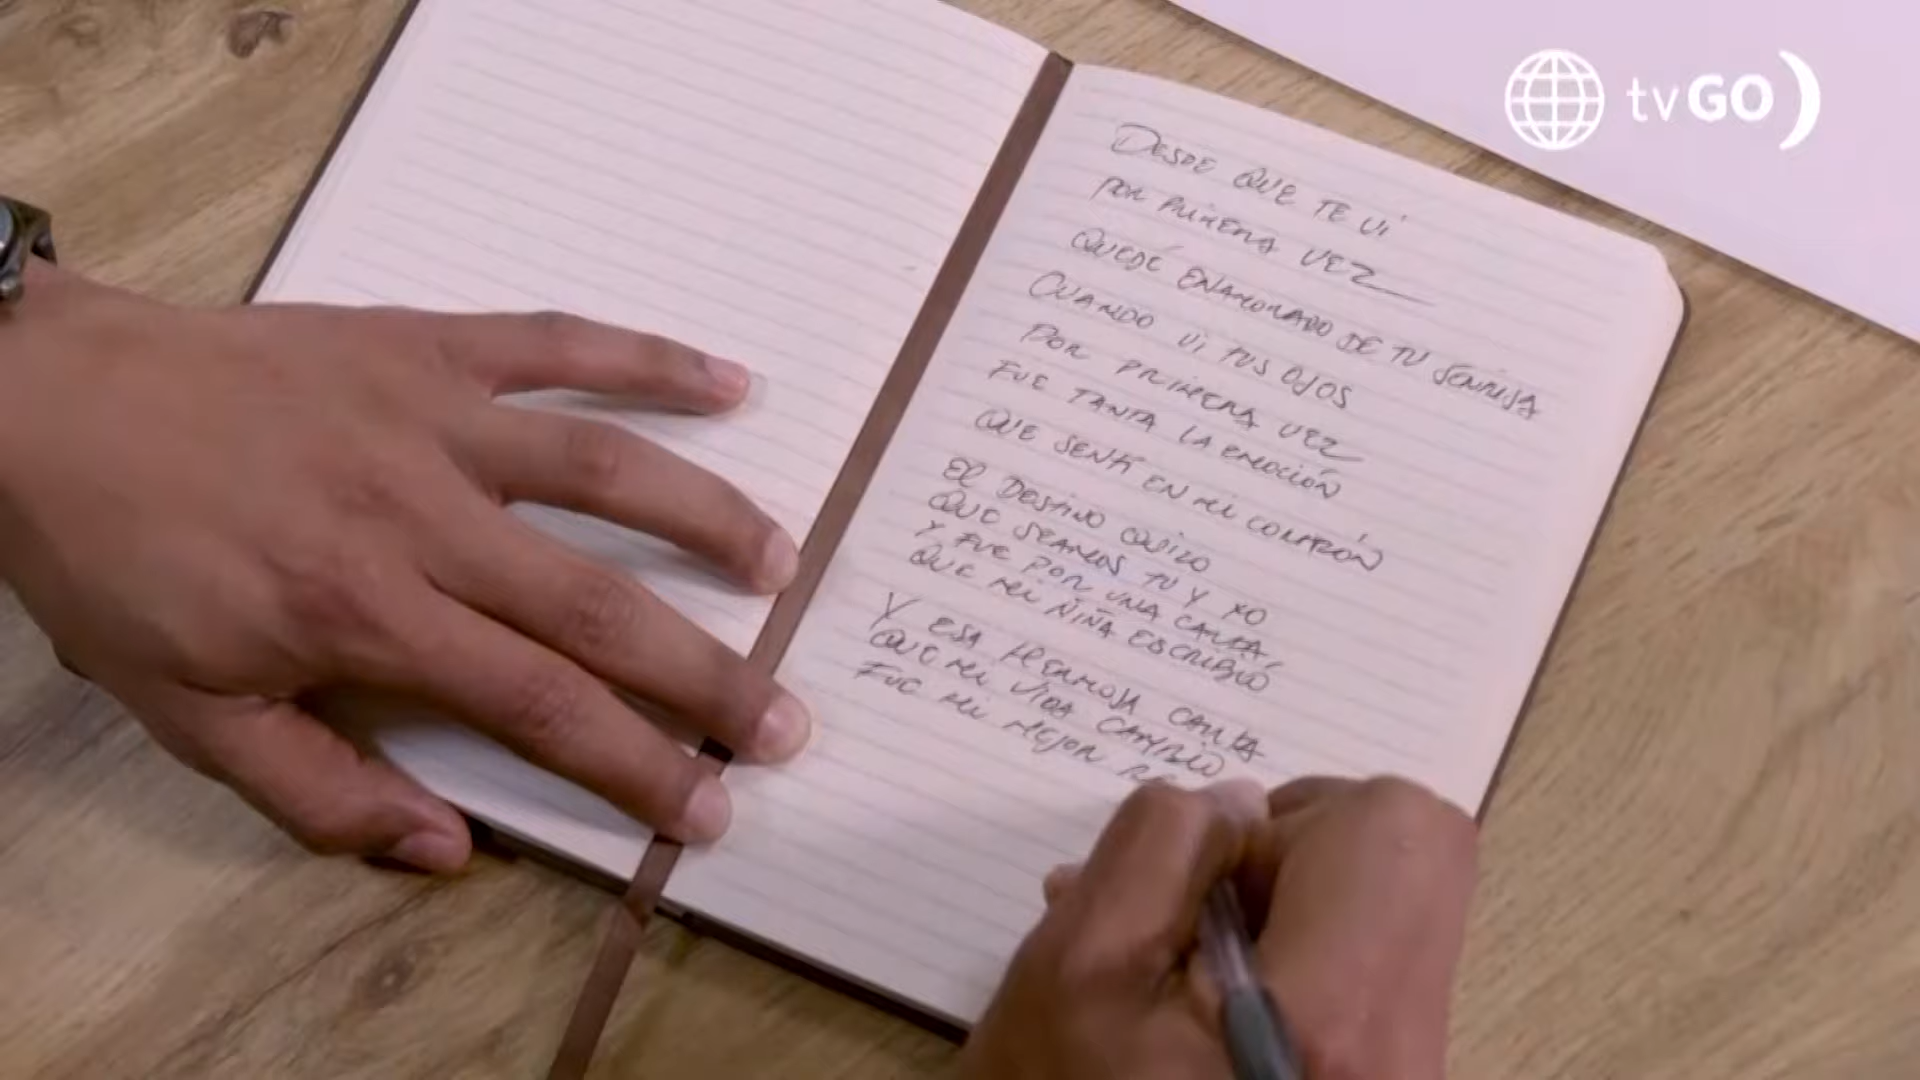 tvGO
DESDE QUE TE VI
POR PRIMERA VEZ
QUEDÉ ENAMORADO DE TU SONRISA
CUANDO VI TUS OJOS
POR PRIMERA VEZ
FUE TANTA LA EMOCIÓN
QUE SENTÍ EN MI CORAZÓN
EL DESTINO QUISO
QUE SEAMOS TU Y YO
Y FUE POR UNA CARTA
QUE MI NIÑA ESCRIBIÓ
Y ESA HERMOSA CARTA
QUE MI VIDA CAMBIÓ
FUE MI MEJOR